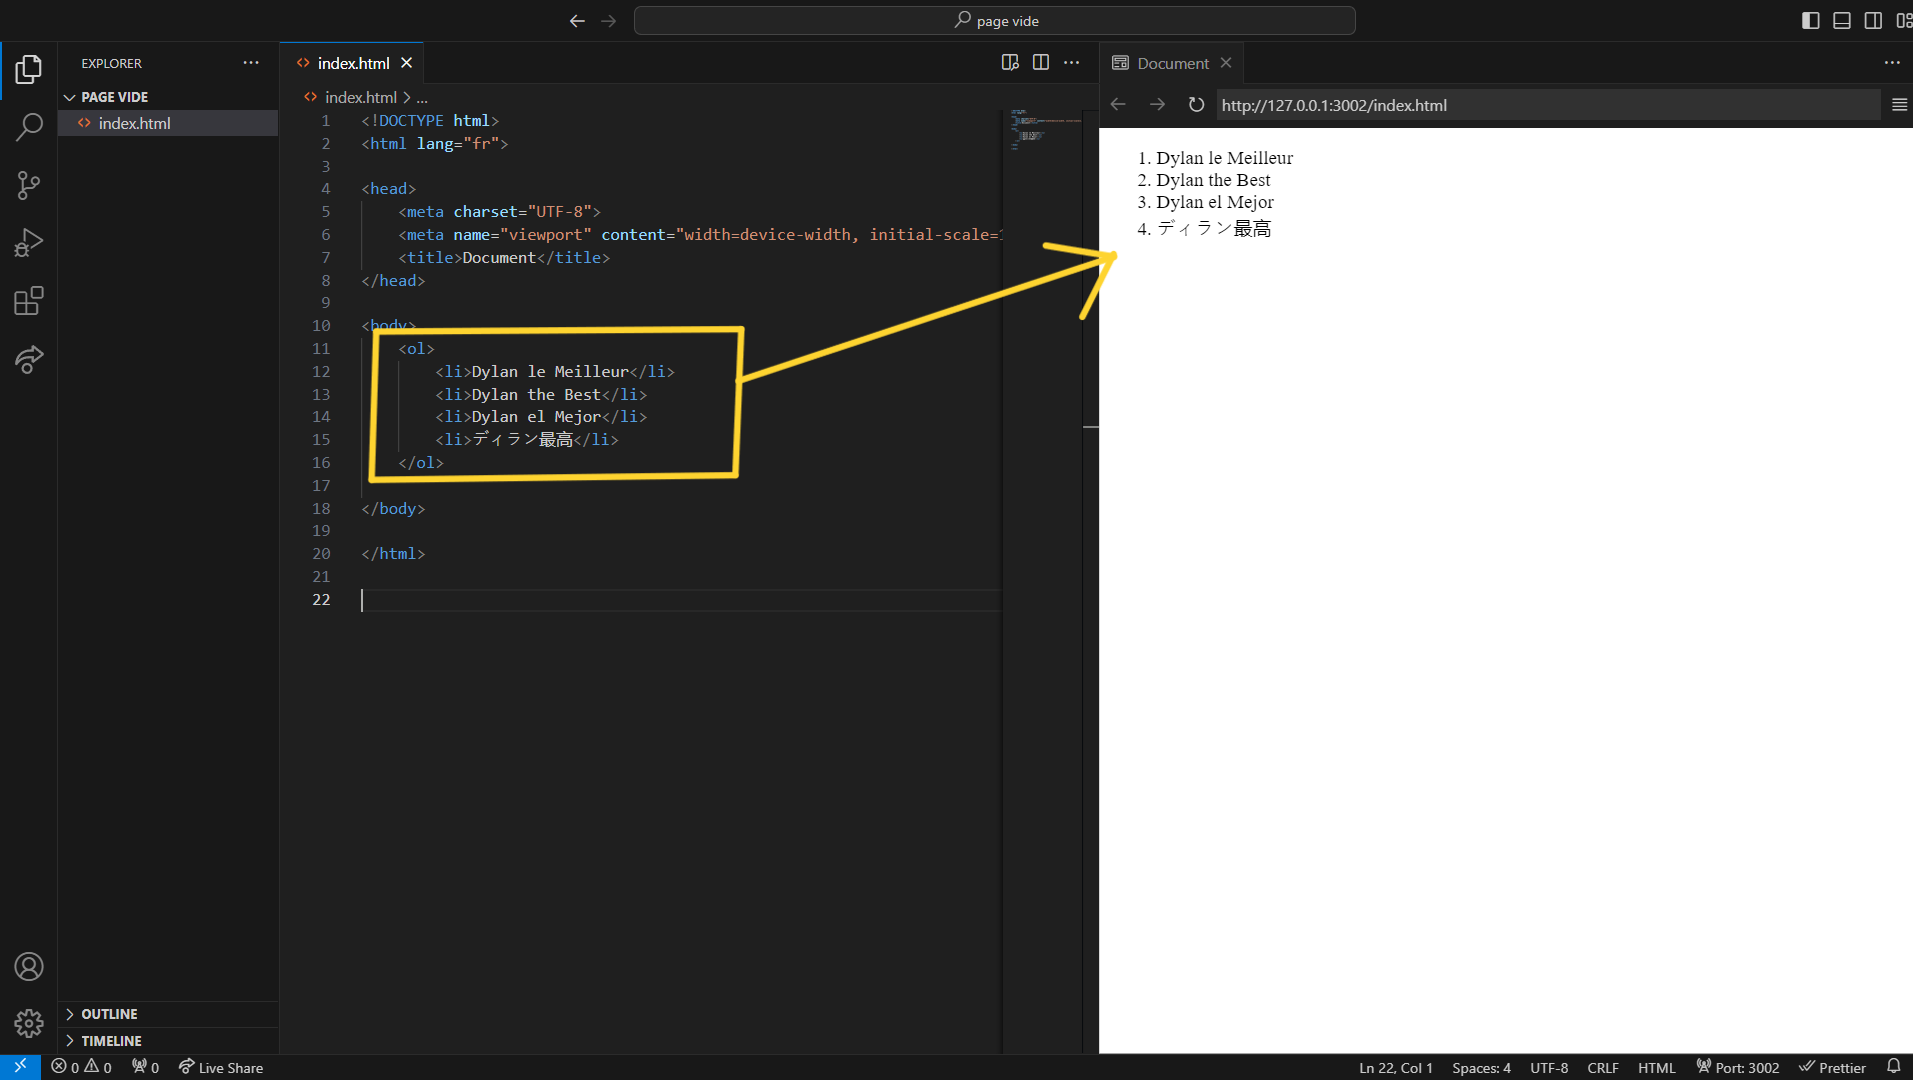 page vide
EXPLORER
PAGE VIDE
index.html
OUTLINE
TIMELINE
index.html
index.html > ...
1 <!DOCTYPE html>
2 <html lang="fr">
3
4 <head>
5 <meta charset="UTF-8">
6 <meta name="viewport" content="width=device-width, initial-scale=1
7 <title>Document</title>
8 </head>
9
10 <body>
11 <ol>
12 <li>Dylan le Meilleur</li>
13 <li>Dylan the Best</li>
14 <li>Dylan el Mejor</li>
15 <li>ディラン最高</li>
16 </ol>
17
18 </body>
19
20 </html>
21
22
Document
http://127.0.0.1:3002/index.html
1. Dylan le Meilleur
2. Dylan the Best
3. Dylan el Mejor
4. ディラン最高
0 0 0 Live Share Ln 22, Col 1 Spaces: 4 UTF-8 CRLF HTML Port: 3002 Prettier